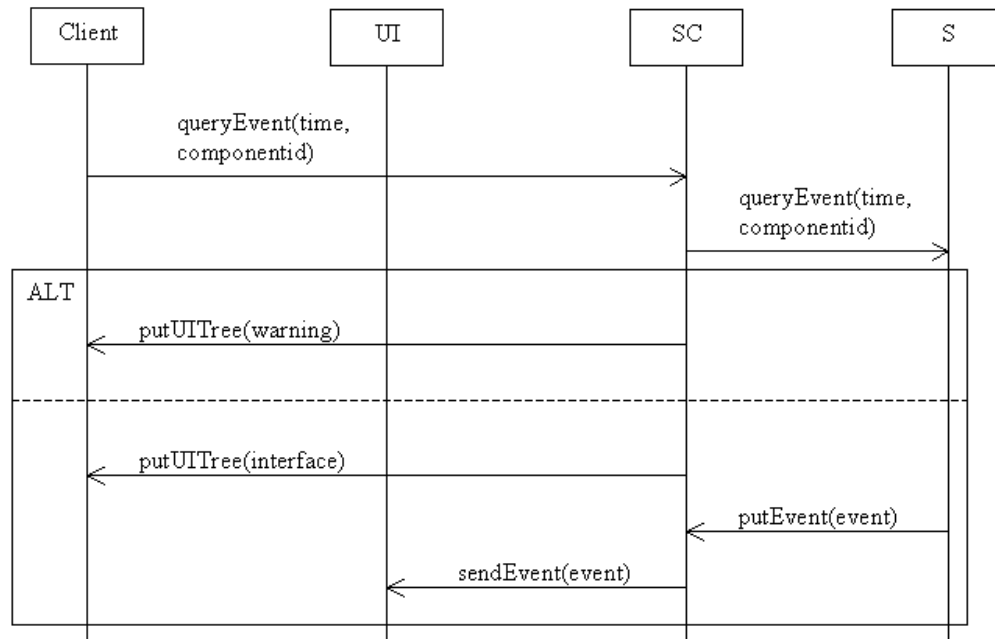 Client
UI
SC
S
queryEvent(time,
componentid)
queryEvent(time,
componentid)
ALT
putUITree(warning)
putUITree(interface)
putEvent(event)
sendEvent(event)